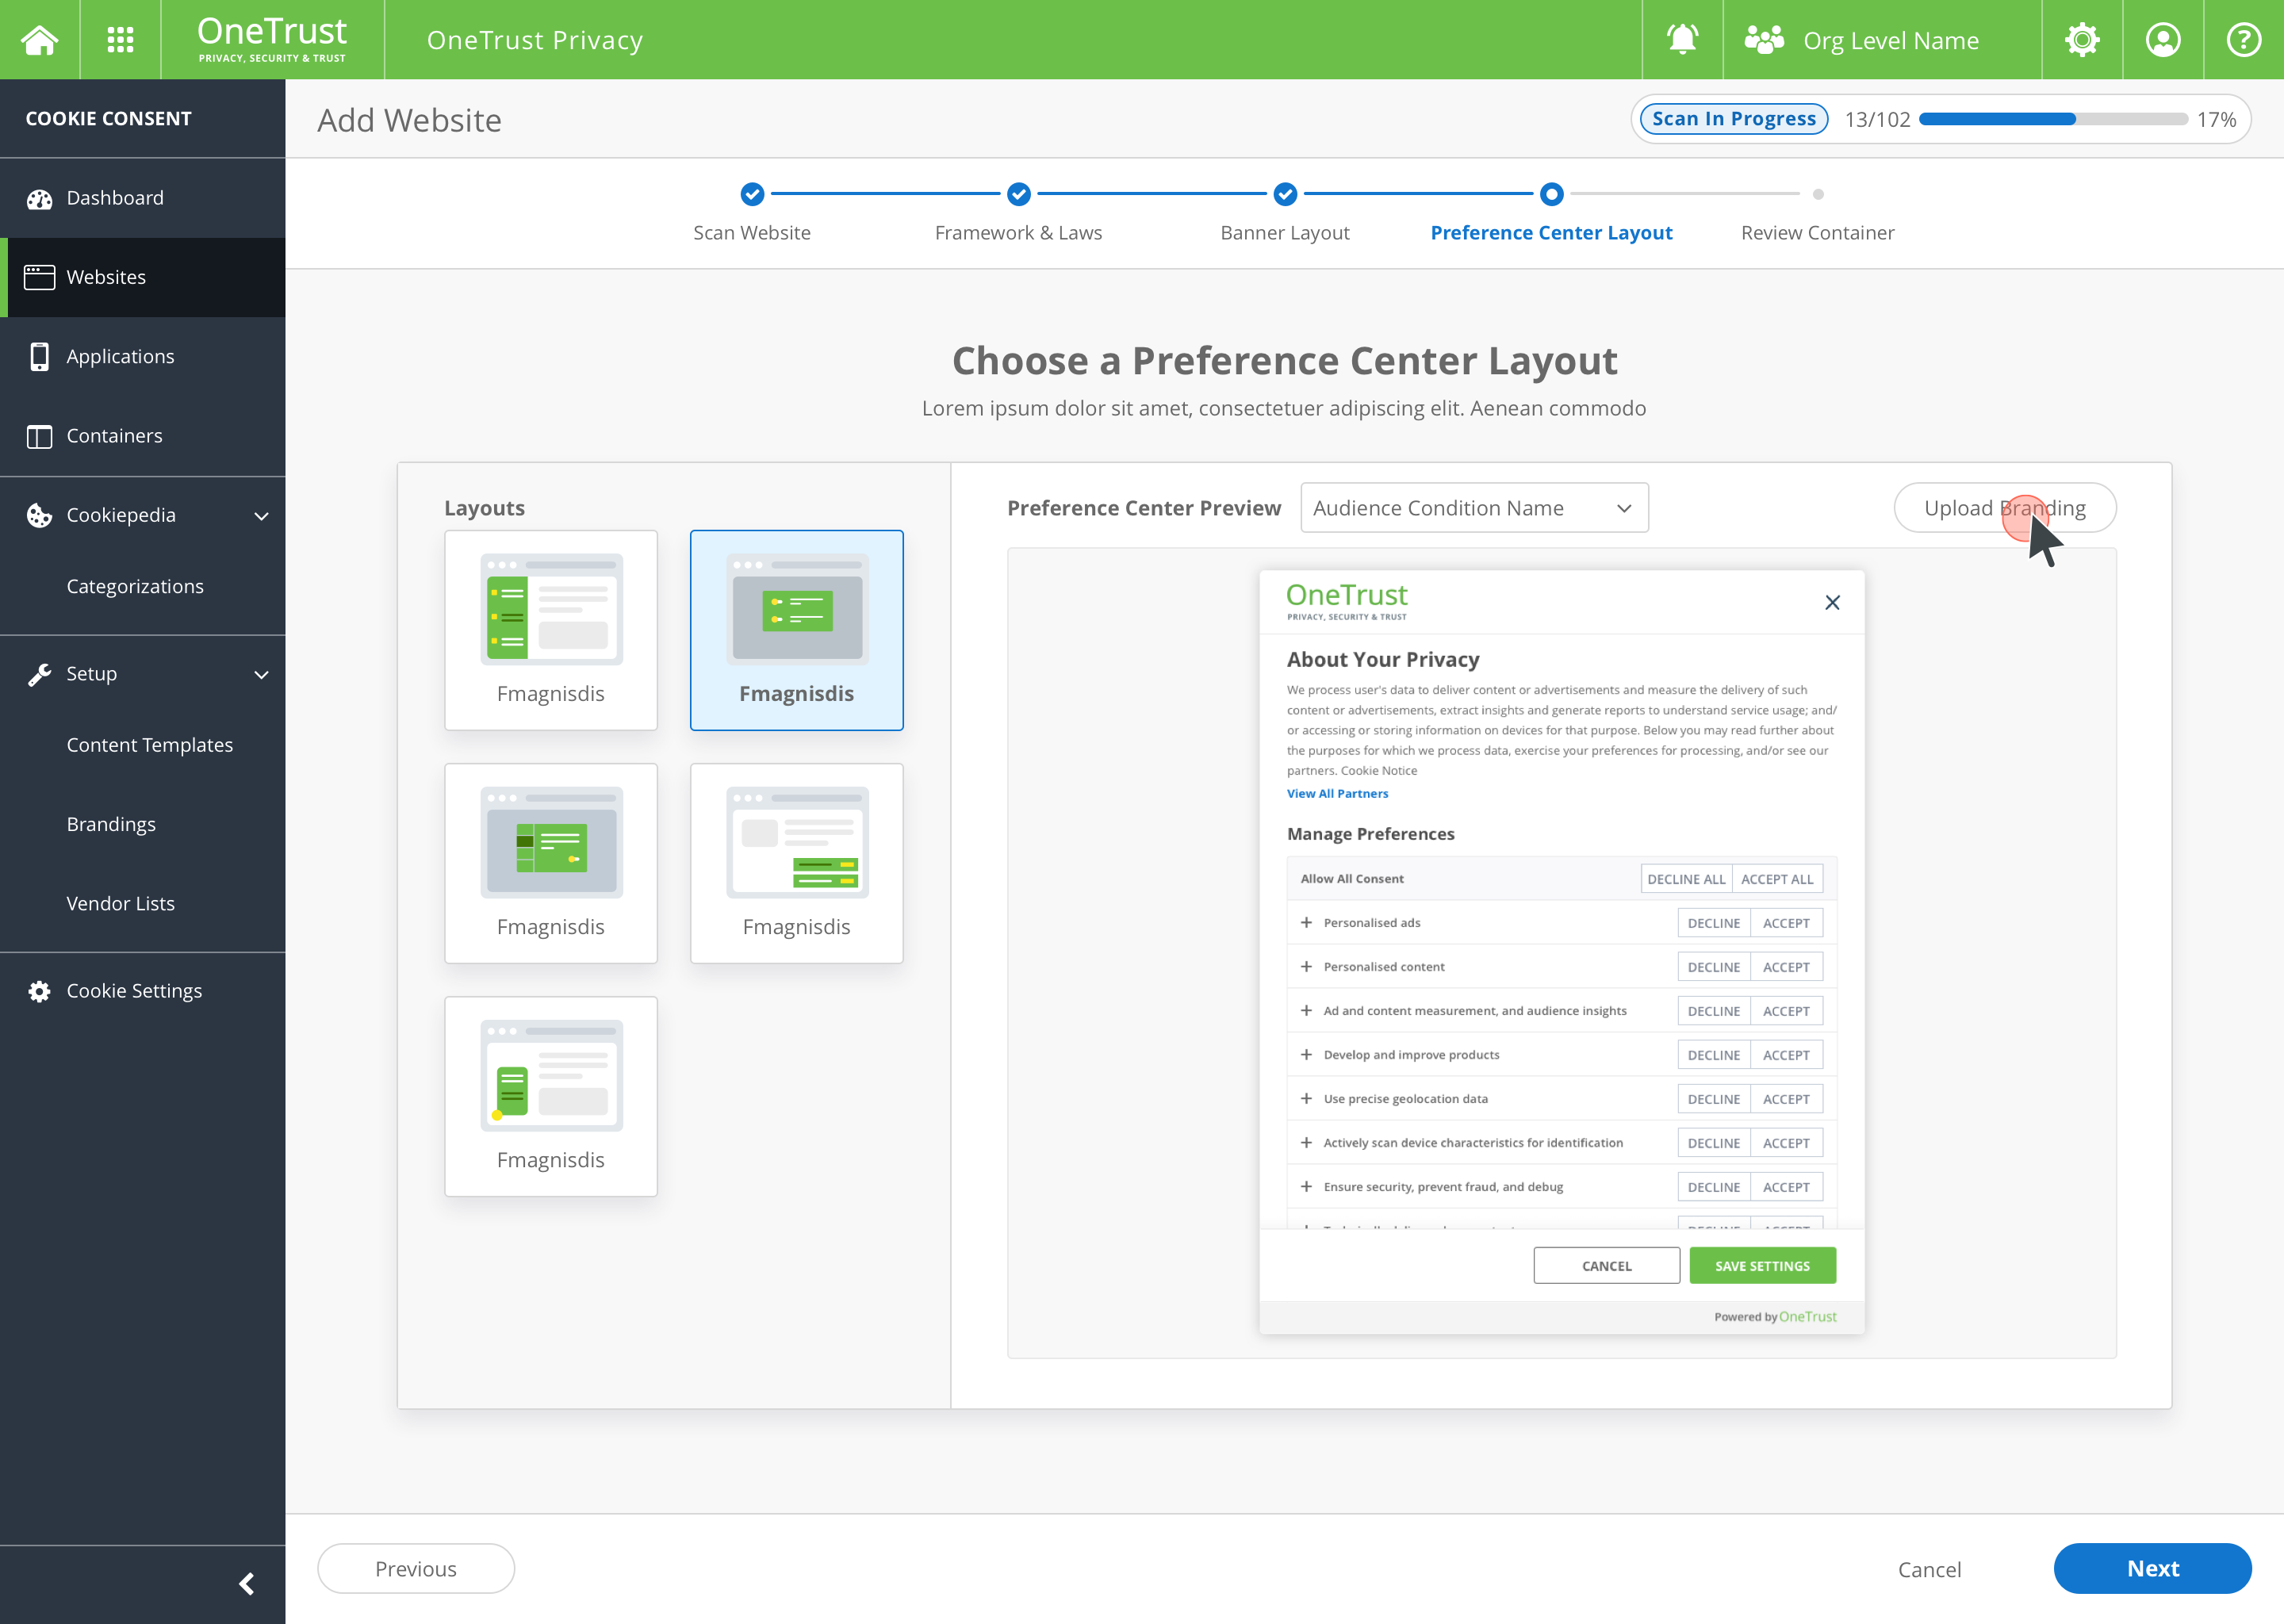 OneTrust
PRIVACY, SECURITY & TRUST
OneTrust Privacy
Org Level Name
COOKIE CONSENT
Dashboard
Websites
Applications
Containers
Cookiepedia
Categorizations
Setup
Content Templates
Brandings
Vendor Lists
Cookie Settings
Add Website
Scan In Progress 13/102 17%
Scan Website
Framework & Laws
Banner Layout
Preference Center Layout
Review Container
Choose a Preference Center Layout
Lorem ipsum dolor sit amet, consectetuer adipiscing elit. Aenean commodo
Layouts
Fmagnisdis
Fmagnisdis
Fmagnisdis
Fmagnisdis
Fmagnisdis
Preference Center Preview
Audience Condition Name
Upload Branding
OneTrust
PRIVACY, SECURITY & TRUST
About Your Privacy
We process user's data to deliver content or advertisements and measure the delivery of such
content or advertisements, extract insights and generate reports to understand service usage; and/
or accessing or storing information on devices for that purpose. Below you may read further about
the purposes for which we process data, exercise your preferences for processing, and/or see our
partners. Cookie Notice
View All Partners
Manage Preferences
Allow All Consent DECLINE ALL ACCEPT ALL
+ Personalised ads DECLINE ACCEPT
+ Personalised content DECLINE ACCEPT
+ Ad and content measurement, and audience insights DECLINE ACCEPT
+ Develop and improve products DECLINE ACCEPT
+ Use precise geolocation data DECLINE ACCEPT
+ Actively scan device characteristics for identification DECLINE ACCEPT
+ Ensure security, prevent fraud, and debug DECLINE ACCEPT
DECLINE ACCEPT
CANCEL SAVE SETTINGS
Powered by OneTrust
Previous
Cancel
Next